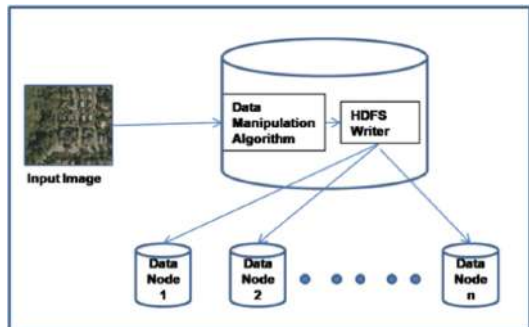 Data
Manipulation
Algorithm
HDFS
Writer
Input Image
Data
Node
1
Data
Node
2
Data
Node
n